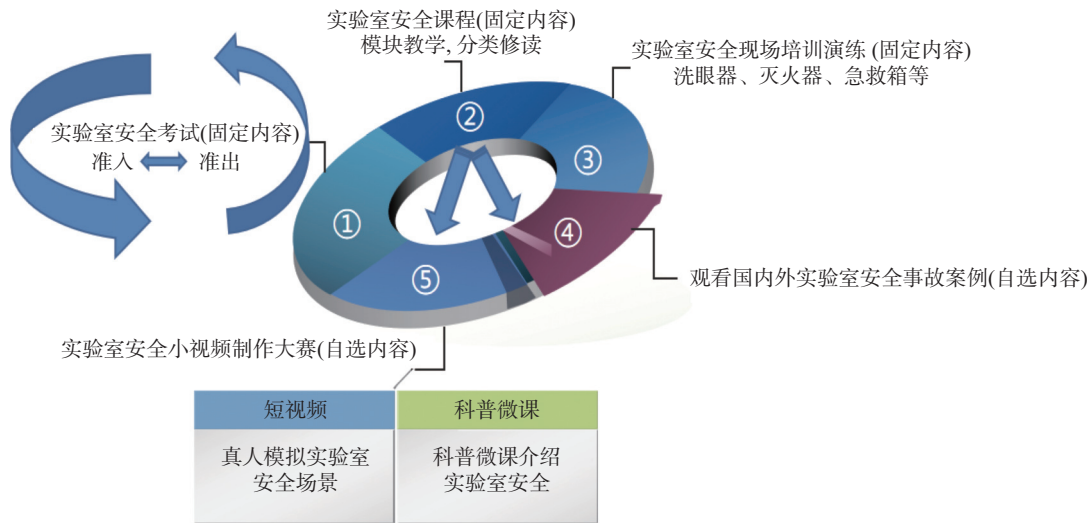 实验室安全课程(固定内容)
模块教学, 分类修读
实验室安全现场培训演练 (固定内容)
洗眼器、灭火器、急救箱等
实验室安全考试(固定内容)
准入 准出
②
③
①
④
⑤
观看国内外实验室安全事故案例(自选内容)
实验室安全小视频制作大赛(自选内容)
短视频
科普微课
真人模拟实验室
安全场景
科普微课介绍
实验室安全